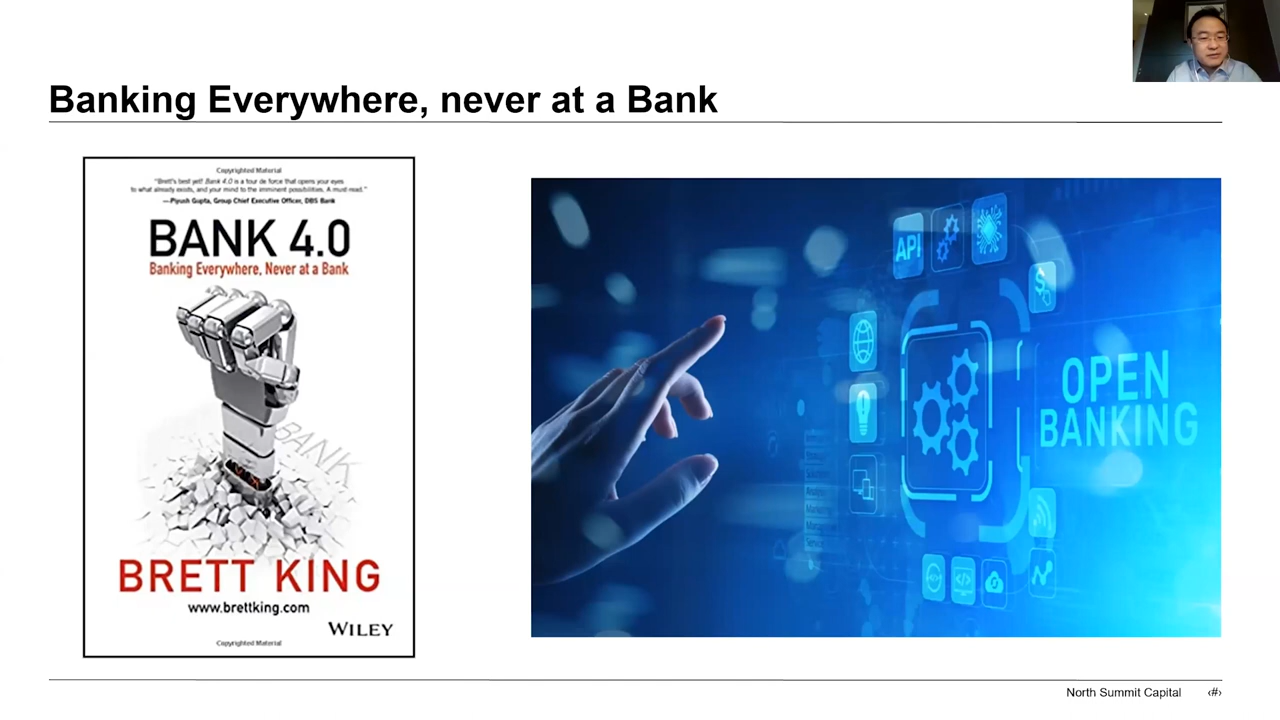 Banking Everywhere, never at a Bank
Copyrighted Material
"Brett's best yet! Bank 4.0 is a tour de force that opens your eyes
to what already exists, and your mind to the imminent possibilities. A must read."
—Piyush Gupta, Group Chief Executive Officer, DBS Bank
BANK 4.0
Banking Everywhere, Never at a Bank
BANK
BRETT KING
www.brettking.com
WILEY
Copyrighted Material
API
$
OPEN
BANKING
</>
North Summit Capital ‹#›